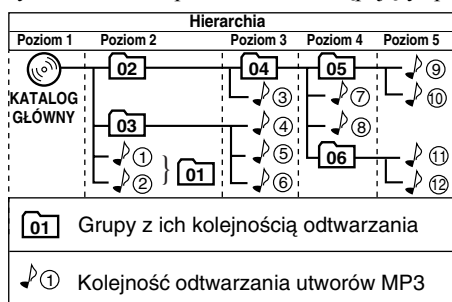 Hierarchia
Poziom 1 Poziom 2 Poziom 3 Poziom 4 Poziom 5
02 04 05 ⑨
KATALOG GŁÓWNY
③ ⑦ ⑩
03 ④ ⑧
① ⑤ 06 ⑪
② 01 ⑥ ⑫
01 Grupy z ich kolejnością odtwarzania
① Kolejność odtwarzania utworów MP3